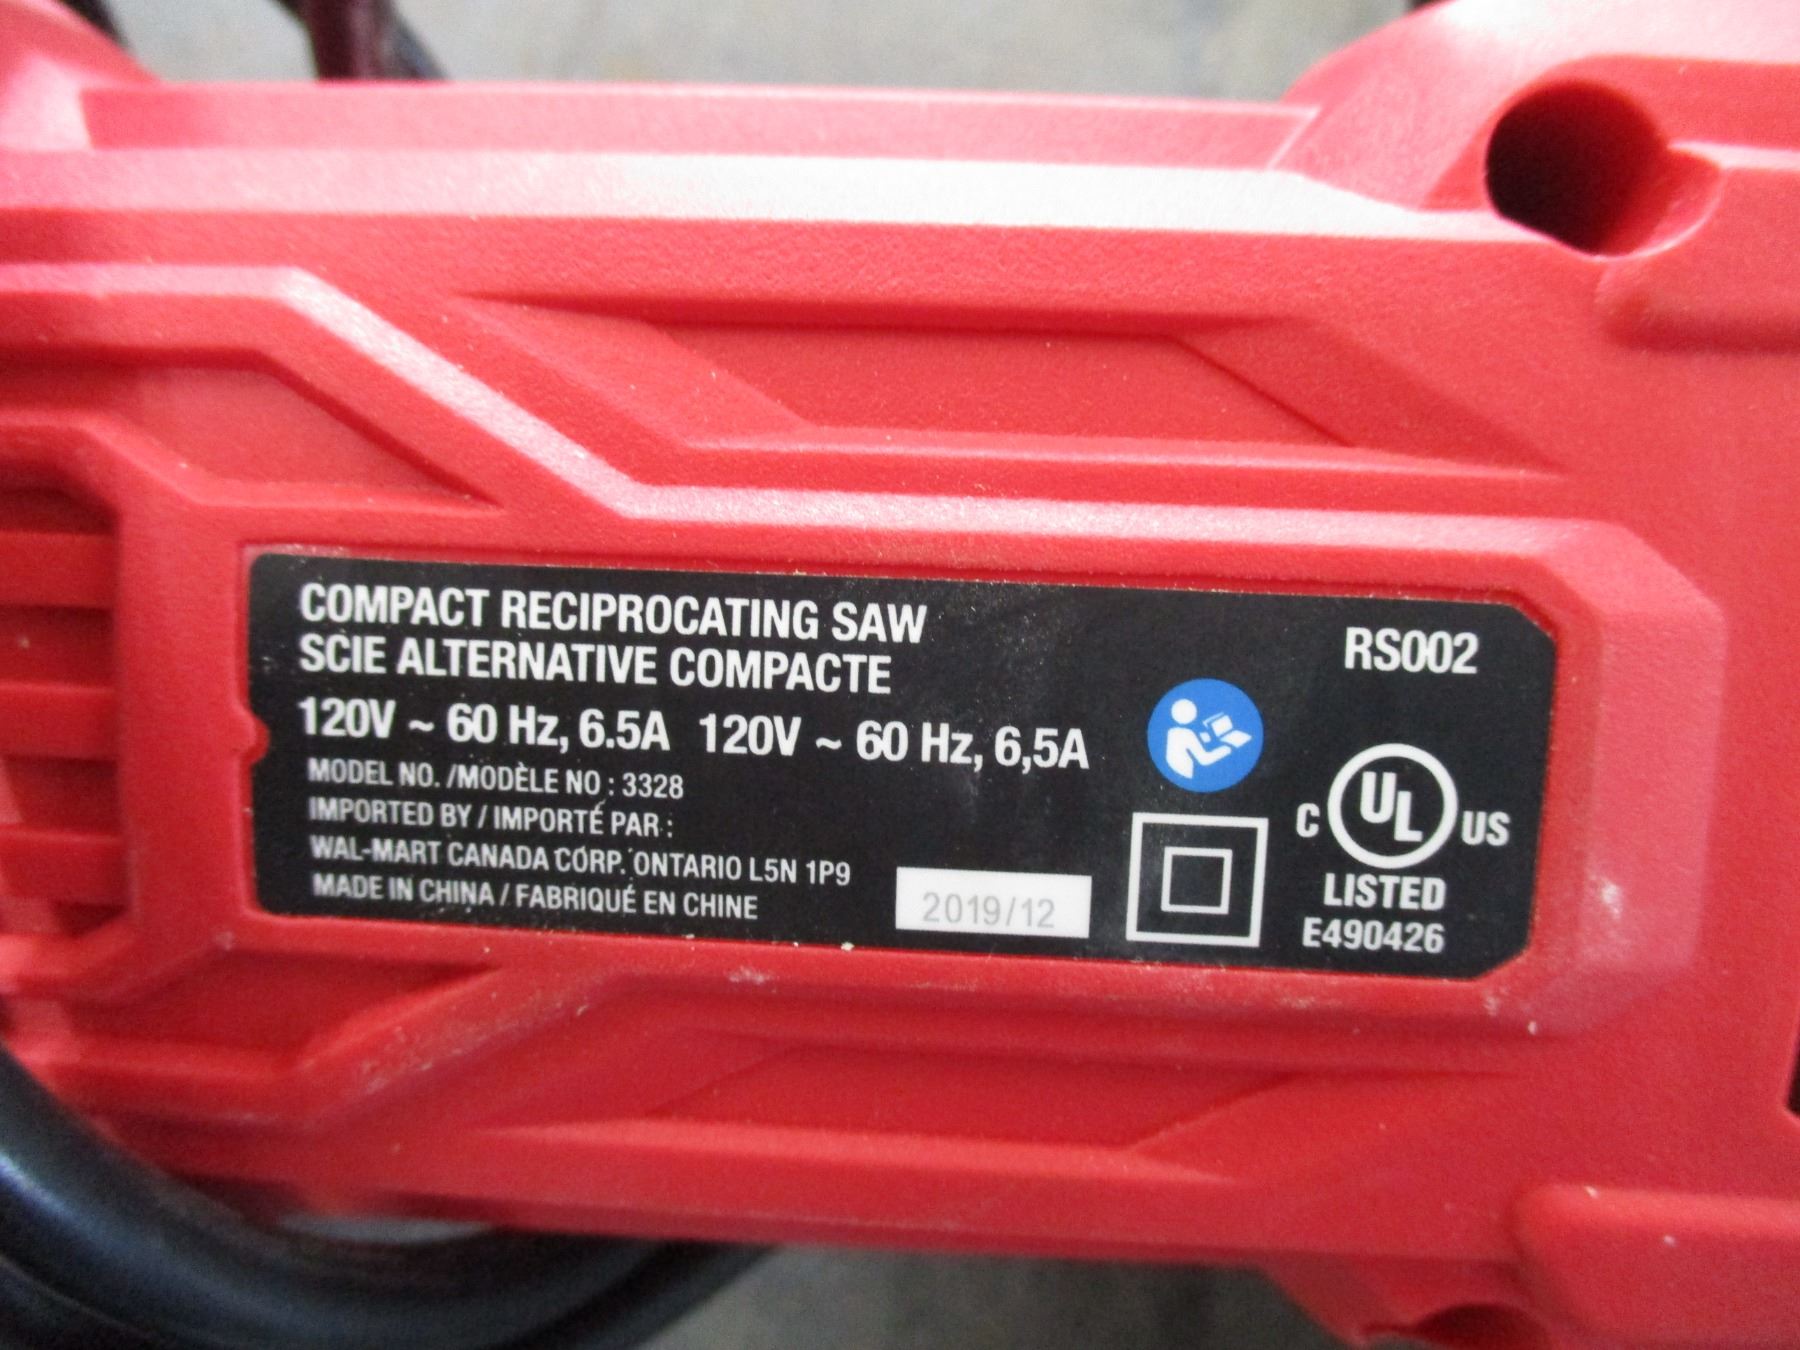 COMPACT RECIPROCATING SAW
SCIE ALTERNATIVE COMPACTE
120V ~ 60 Hz, 6.5A 120V ~ 60 Hz, 6,5A
MODEL NO. /MODÈLE NO : 3328
IMPORTED BY / IMPORTÉ PAR :
WAL-MART CANADA CORP. ONTARIO L5N 1P9
MADE IN CHINA / FABRIQUÉ EN CHINE
2019/12
RS002
C UL US
LISTED
E490426